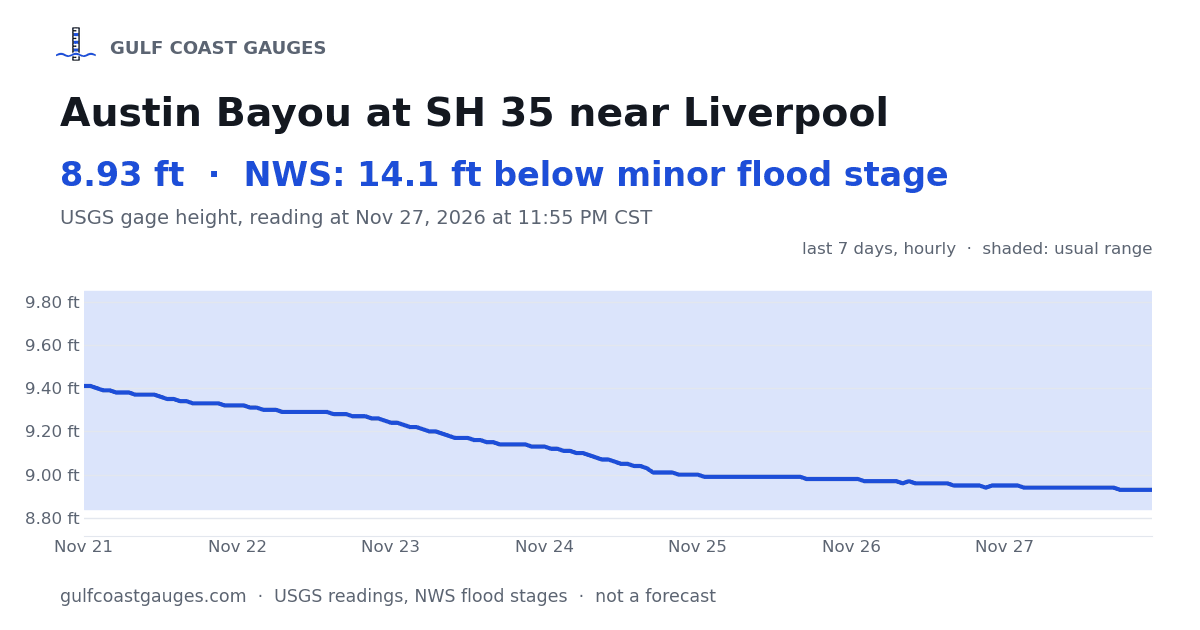 GULF COAST GAUGES
Austin Bayou at SH 35 near Liverpool
8.93 ft · NWS: 14.1 ft below minor flood stage
USGS gage height, reading at Nov 27, 2026 at 11:55 PM CST
last 7 days, hourly · shaded: usual range
9.80 ft
9.60 ft
9.40 ft
9.20 ft
9.00 ft
8.80 ft
Nov 21 Nov 22 Nov 23 Nov 24 Nov 25 Nov 26 Nov 27
gulfcoastgauges.com · USGS readings, NWS flood stages · not a forecast